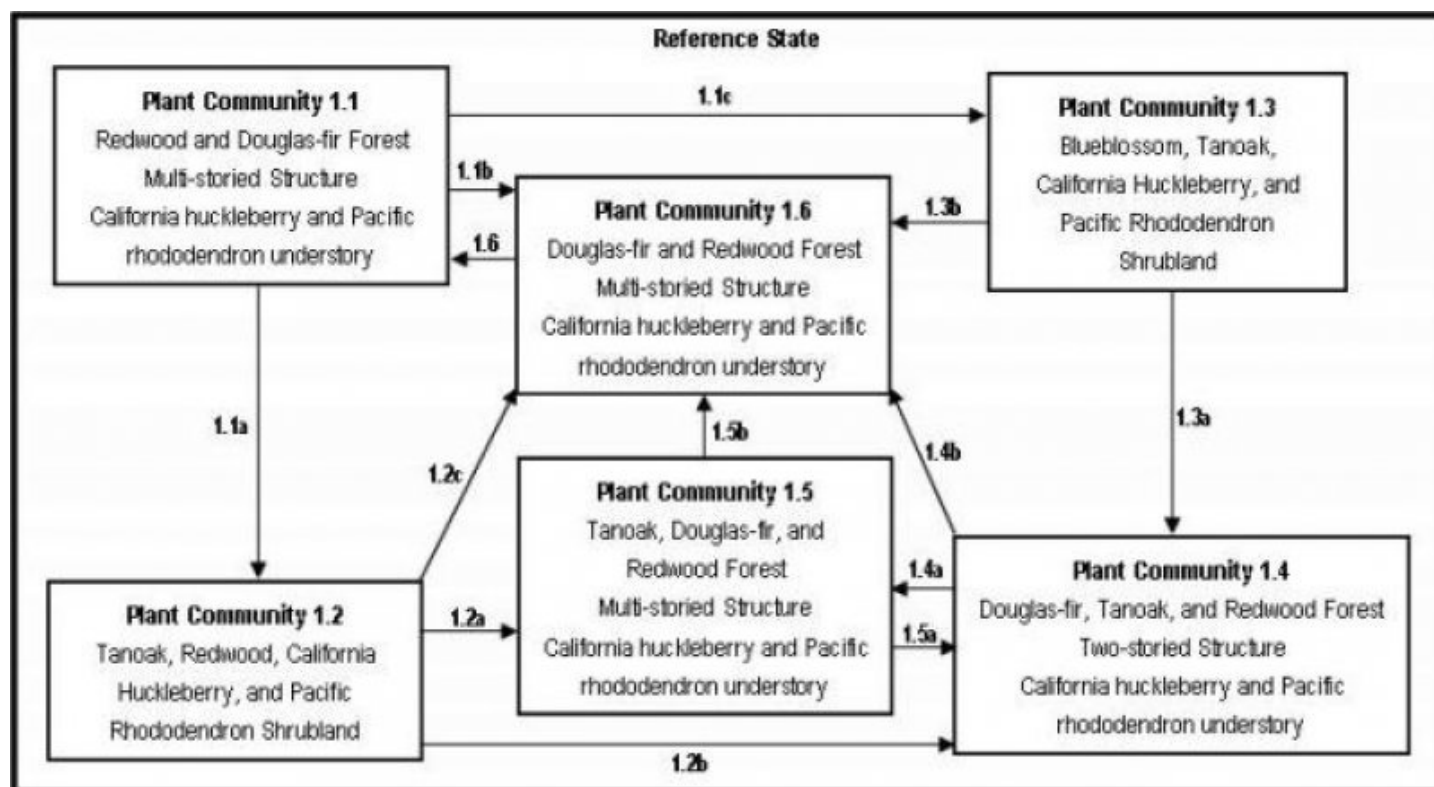 Reference State
Plant Community 1.1
Redwood and Douglas-fir Forest
Multi-storied Structure
California huckleberry and Pacific
rhododendron understory
1.1c
Plant Community 1.3
Blueblossom, Tanoak,
California Huckleberry, and
Pacific Rhododendron
Shrubland
1.1b
1.6
Plant Community 1.6
Douglas-fir and Redwood Forest
Multi-storied Structure
California huckleberry and Pacific
rhododendron understory
1.3b
1.1a
1.2c
1.5b
1.4b
1.3a
Plant Community 1.5
Tanoak, Douglas-fir, and
Redwood Forest
Multi-storied Structure
California huckleberry and Pacific
rhododendron understory
Plant Community 1.2
Tanoak, Redwood, California
Huckleberry, and Pacific
Rhododendron Shrubland
1.2a
1.4a
1.5a
Plant Community 1.4
Douglas-fir, Tanoak, and Redwood Forest
Two-storied Structure
California huckleberry and Pacific
rhododendron understory
1.2b